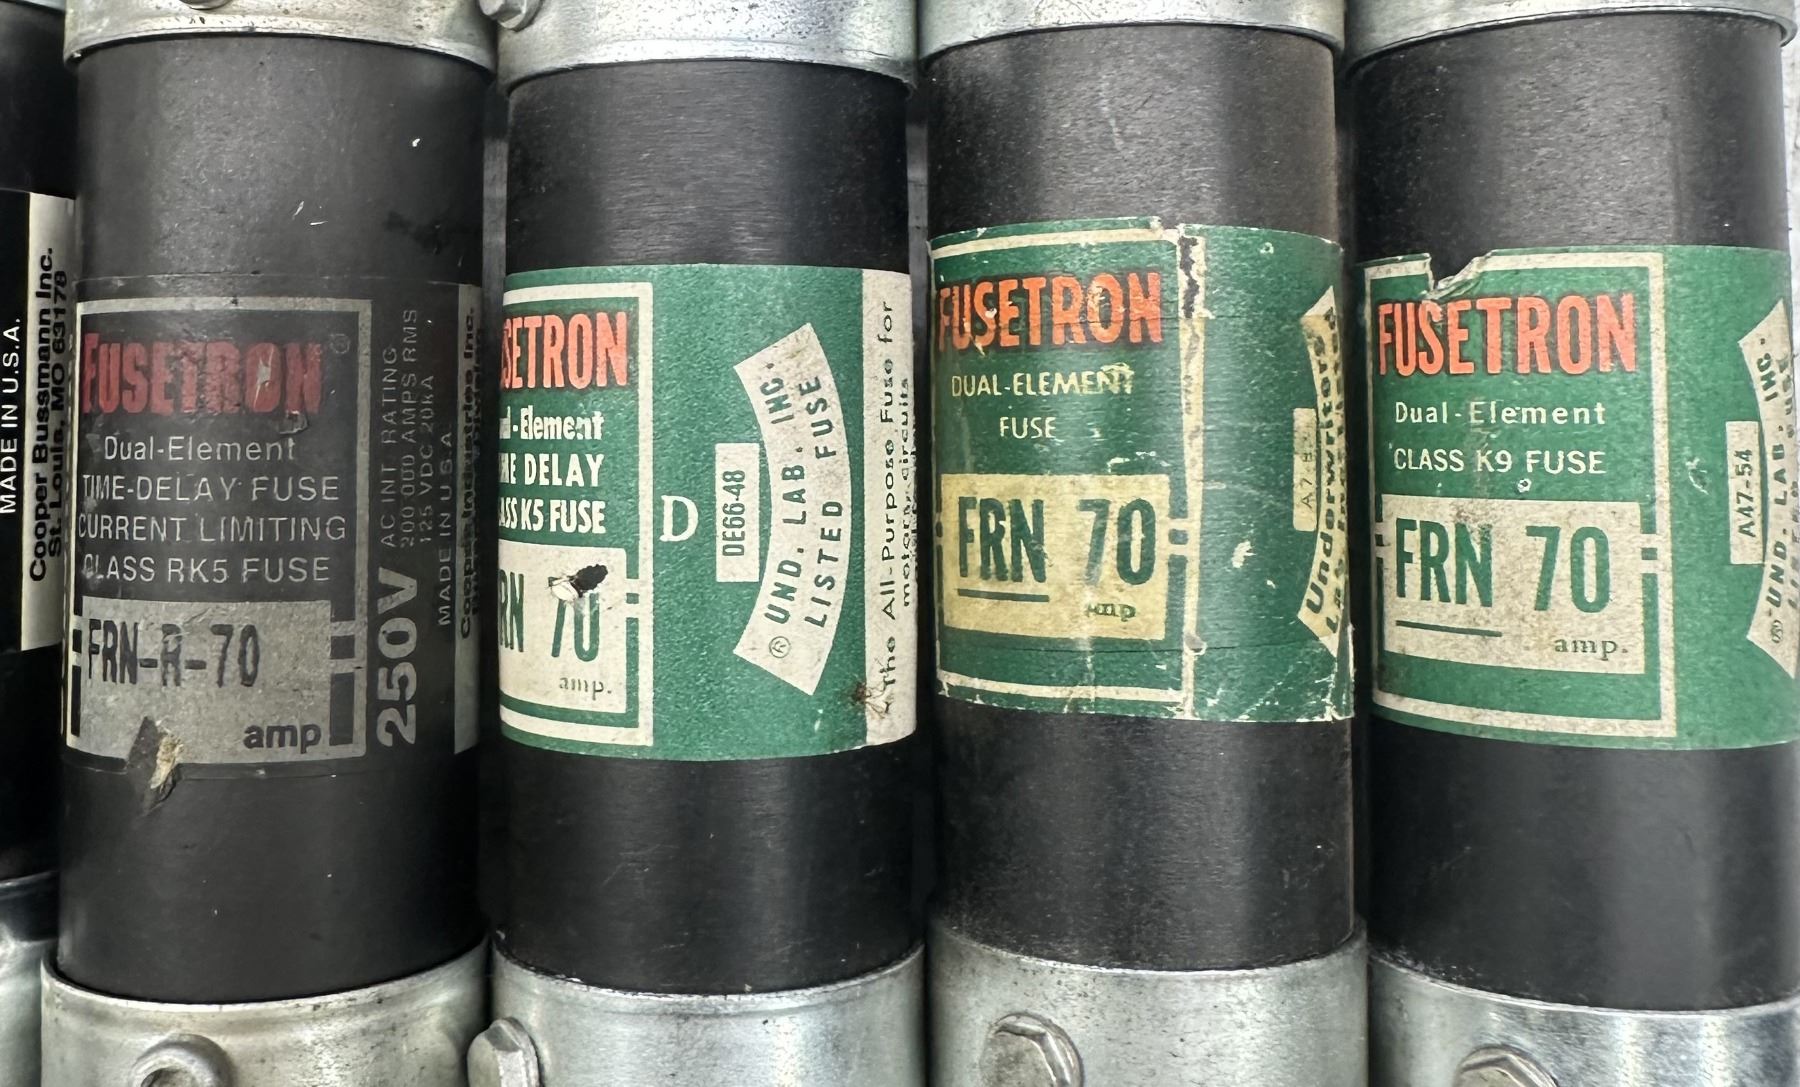 MADE IN U.S.A.
Cooper Bussmann Inc.
St. Louis, MO 63178
FUSETRON®
Dual-Element
TIME-DELAY FUSE
CURRENT LIMITING
CLASS RK5 FUSE
FRN-R-70
amp
250V
AC INT RATING
200 000 AMPS RMS
125 VDC 20KA
MADE IN U.S.A.
SETRON
-Element
DELAY
K5 FUSE
70
amp.
D
DE66-48
® UND. LAB. INC.
LISTED FUSE
The All-Purpose Fuse for
motor circuits
FUSETRON
DUAL-ELEMENT
FUSE
FRN 70
amp
Underwriters
FUSETRON
Dual-Element
CLASS K9 FUSE
FRN 70
amp.
A47-54
® UND. LAB. INC.